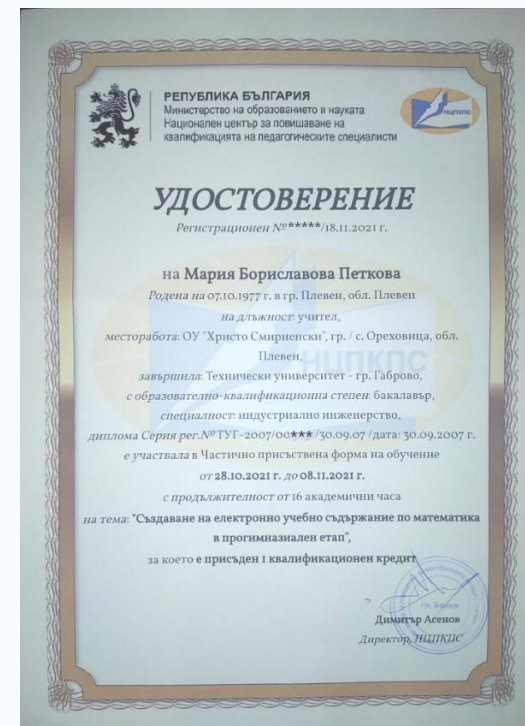 РЕПУБЛИКА БЪЛГАРИЯ
Министерство на образованието и науката
Национален център за повишаване на
квалификацията на педагогическите специалисти
НЦПКПС
УДОСТОВЕРЕНИЕ
Регистрационен №*****/18.11.2021 г.
на Мария Бориславова Петкова
Родена на 07.10.1977 г. в гр. Плевен, обл. Плевен
на длъжност: учител,
месторабота: ОУ "Христо Смирненски", гр. / с. Ореховица, обл.
Плевен,
завършила: Технически университет - гр. Габрово,
с образователно-квалификационна степен: бакалавър,
специалност: индустриално инженерство,
диплома Серия рег.№ ТУГ-2007/00***/30.09.07 /дата: 30.09.2007 г.
е участвала в Частично присъствена форма на обучение
от 28.10.2021 г. до 08.11.2021 г.
с продължителност от 16 академични часа
на тема: "Създаване на електронно учебно съдържание по математика
в прогимназиален етап",
за което е присъден 1 квалификационен кредит
гр. Банкя
Димитър Асенов
Директор, НЦПКПС
НЦПКПС